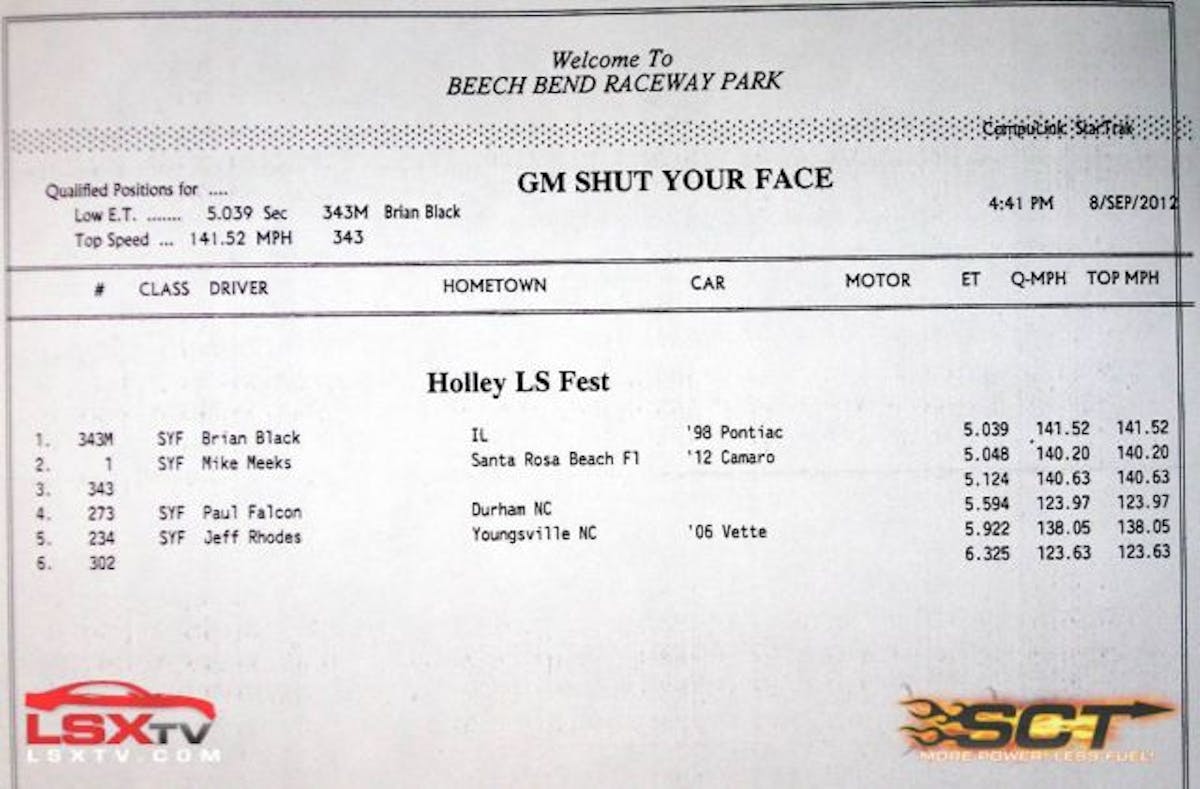 Welcome To
BEECH BEND RACEWAY PARK
CompuLink StarTrak
GM SHUT YOUR FACE
Qualified Positions for ....
Low E.T. ....... 5.039 Sec 343M Brian Black
4:41 PM 8/SEP/2012
Top Speed ... 141.52 MPH 343
# CLASS DRIVER HOMETOWN CAR MOTOR ET Q-MPH TOP MPH
Holley LS Fest
1. 343M SYF Brian Black IL '98 Pontiac 5.039 141.52 141.52
2. 1 SYF Mike Meeks Santa Rosa Beach Fl '12 Camaro 5.048 140.20 140.20
3. 343 5.124 140.63 140.63
4. 273 SYF Paul Falcon Durham NC 5.594 123.97 123.97
5. 234 SYF Jeff Rhodes Youngsville NC '06 Vette 5.922 138.05 138.05
6. 302 6.325 123.63 123.63
LSXTV
LSXTV.COM
SCT
MORE POWER-LESS FUEL!